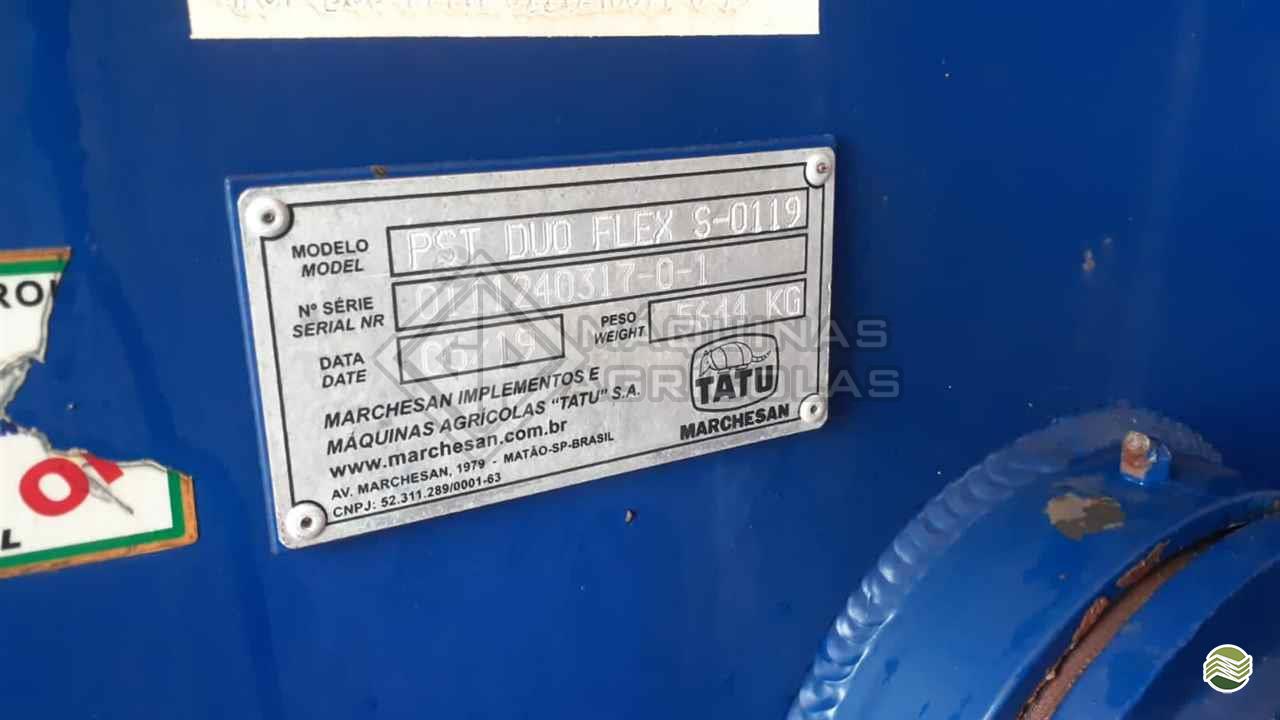 MODELO
MODEL
PST DUO FLEX S-0119
Nº SÉRIE
SERIAL NR
0141240317-0-1
DATA
DATE
PESO
WEIGHT
5644 KG
MARCHESAN IMPLEMENTOS E
MÁQUINAS AGRÍCOLAS "TATU" S.A.
www.marchesan.com.br
AV. MARCHESAN, 1979 - MATÃO-SP-BRASIL
CNPJ: 52.311.289/0001-63
TATU
MARCHESAN
MÁQUINAS
AGRÍCOLAS